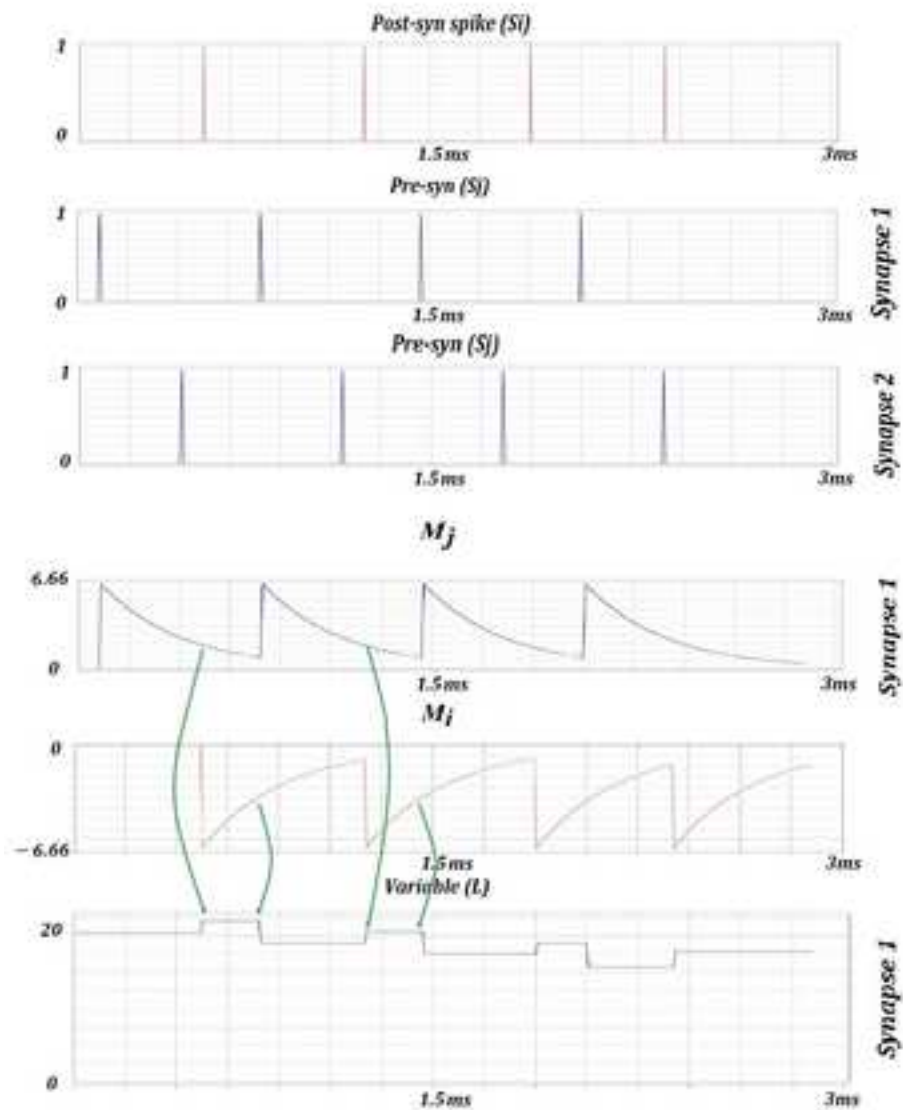 Post-syn spike (Si)
1
0
1.5ms
3ms
Pre-syn (Sj)
1
0
1.5ms
3ms
Synapse 1
Pre-syn (Sj)
1
0
1.5ms
3ms
Synapse 2
Mj
6.66
0
1.5ms
3ms
Synapse 1
Mi
0
−6.66
1.5ms
3ms
Variable (L)
20
0
1.5ms
3ms
Synapse 1